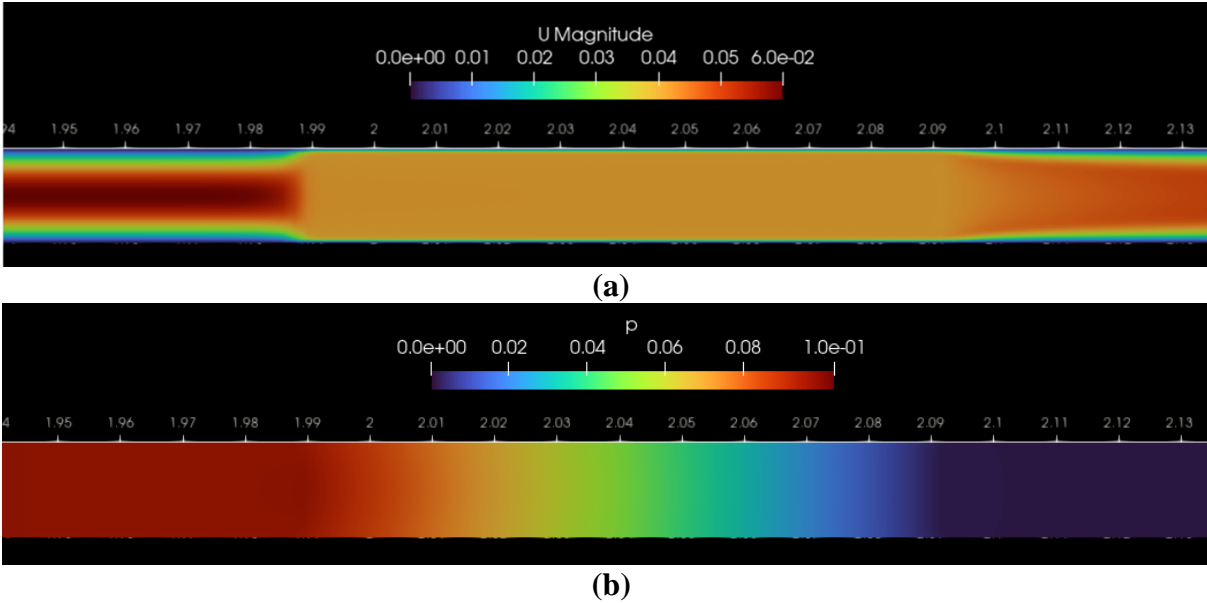 U Magnitude
0.0e+00 0.01 0.02 0.03 0.04 0.05 6.0e-02
94 1.95 1.96 1.97 1.98 1.99 2 2.01 2.02 2.03 2.04 2.05 2.06 2.07 2.08 2.09 2.1 2.11 2.12 2.13
(a)
p
0.0e+00 0.02 0.04 0.06 0.08 1.0e-01
4 1.95 1.96 1.97 1.98 1.99 2 2.01 2.02 2.03 2.04 2.05 2.06 2.07 2.08 2.09 2.1 2.11 2.12 2.13
(b)